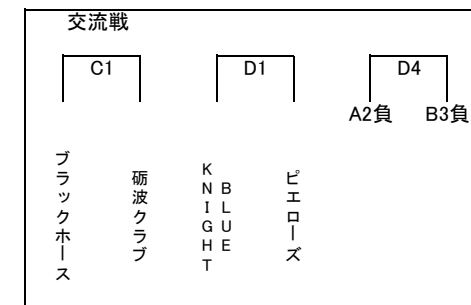 交流戦
C1 D1 D4
A2負 B3負
ブラックホース
砺波クラブ
BLUE
KNIGHT
ピエローズ